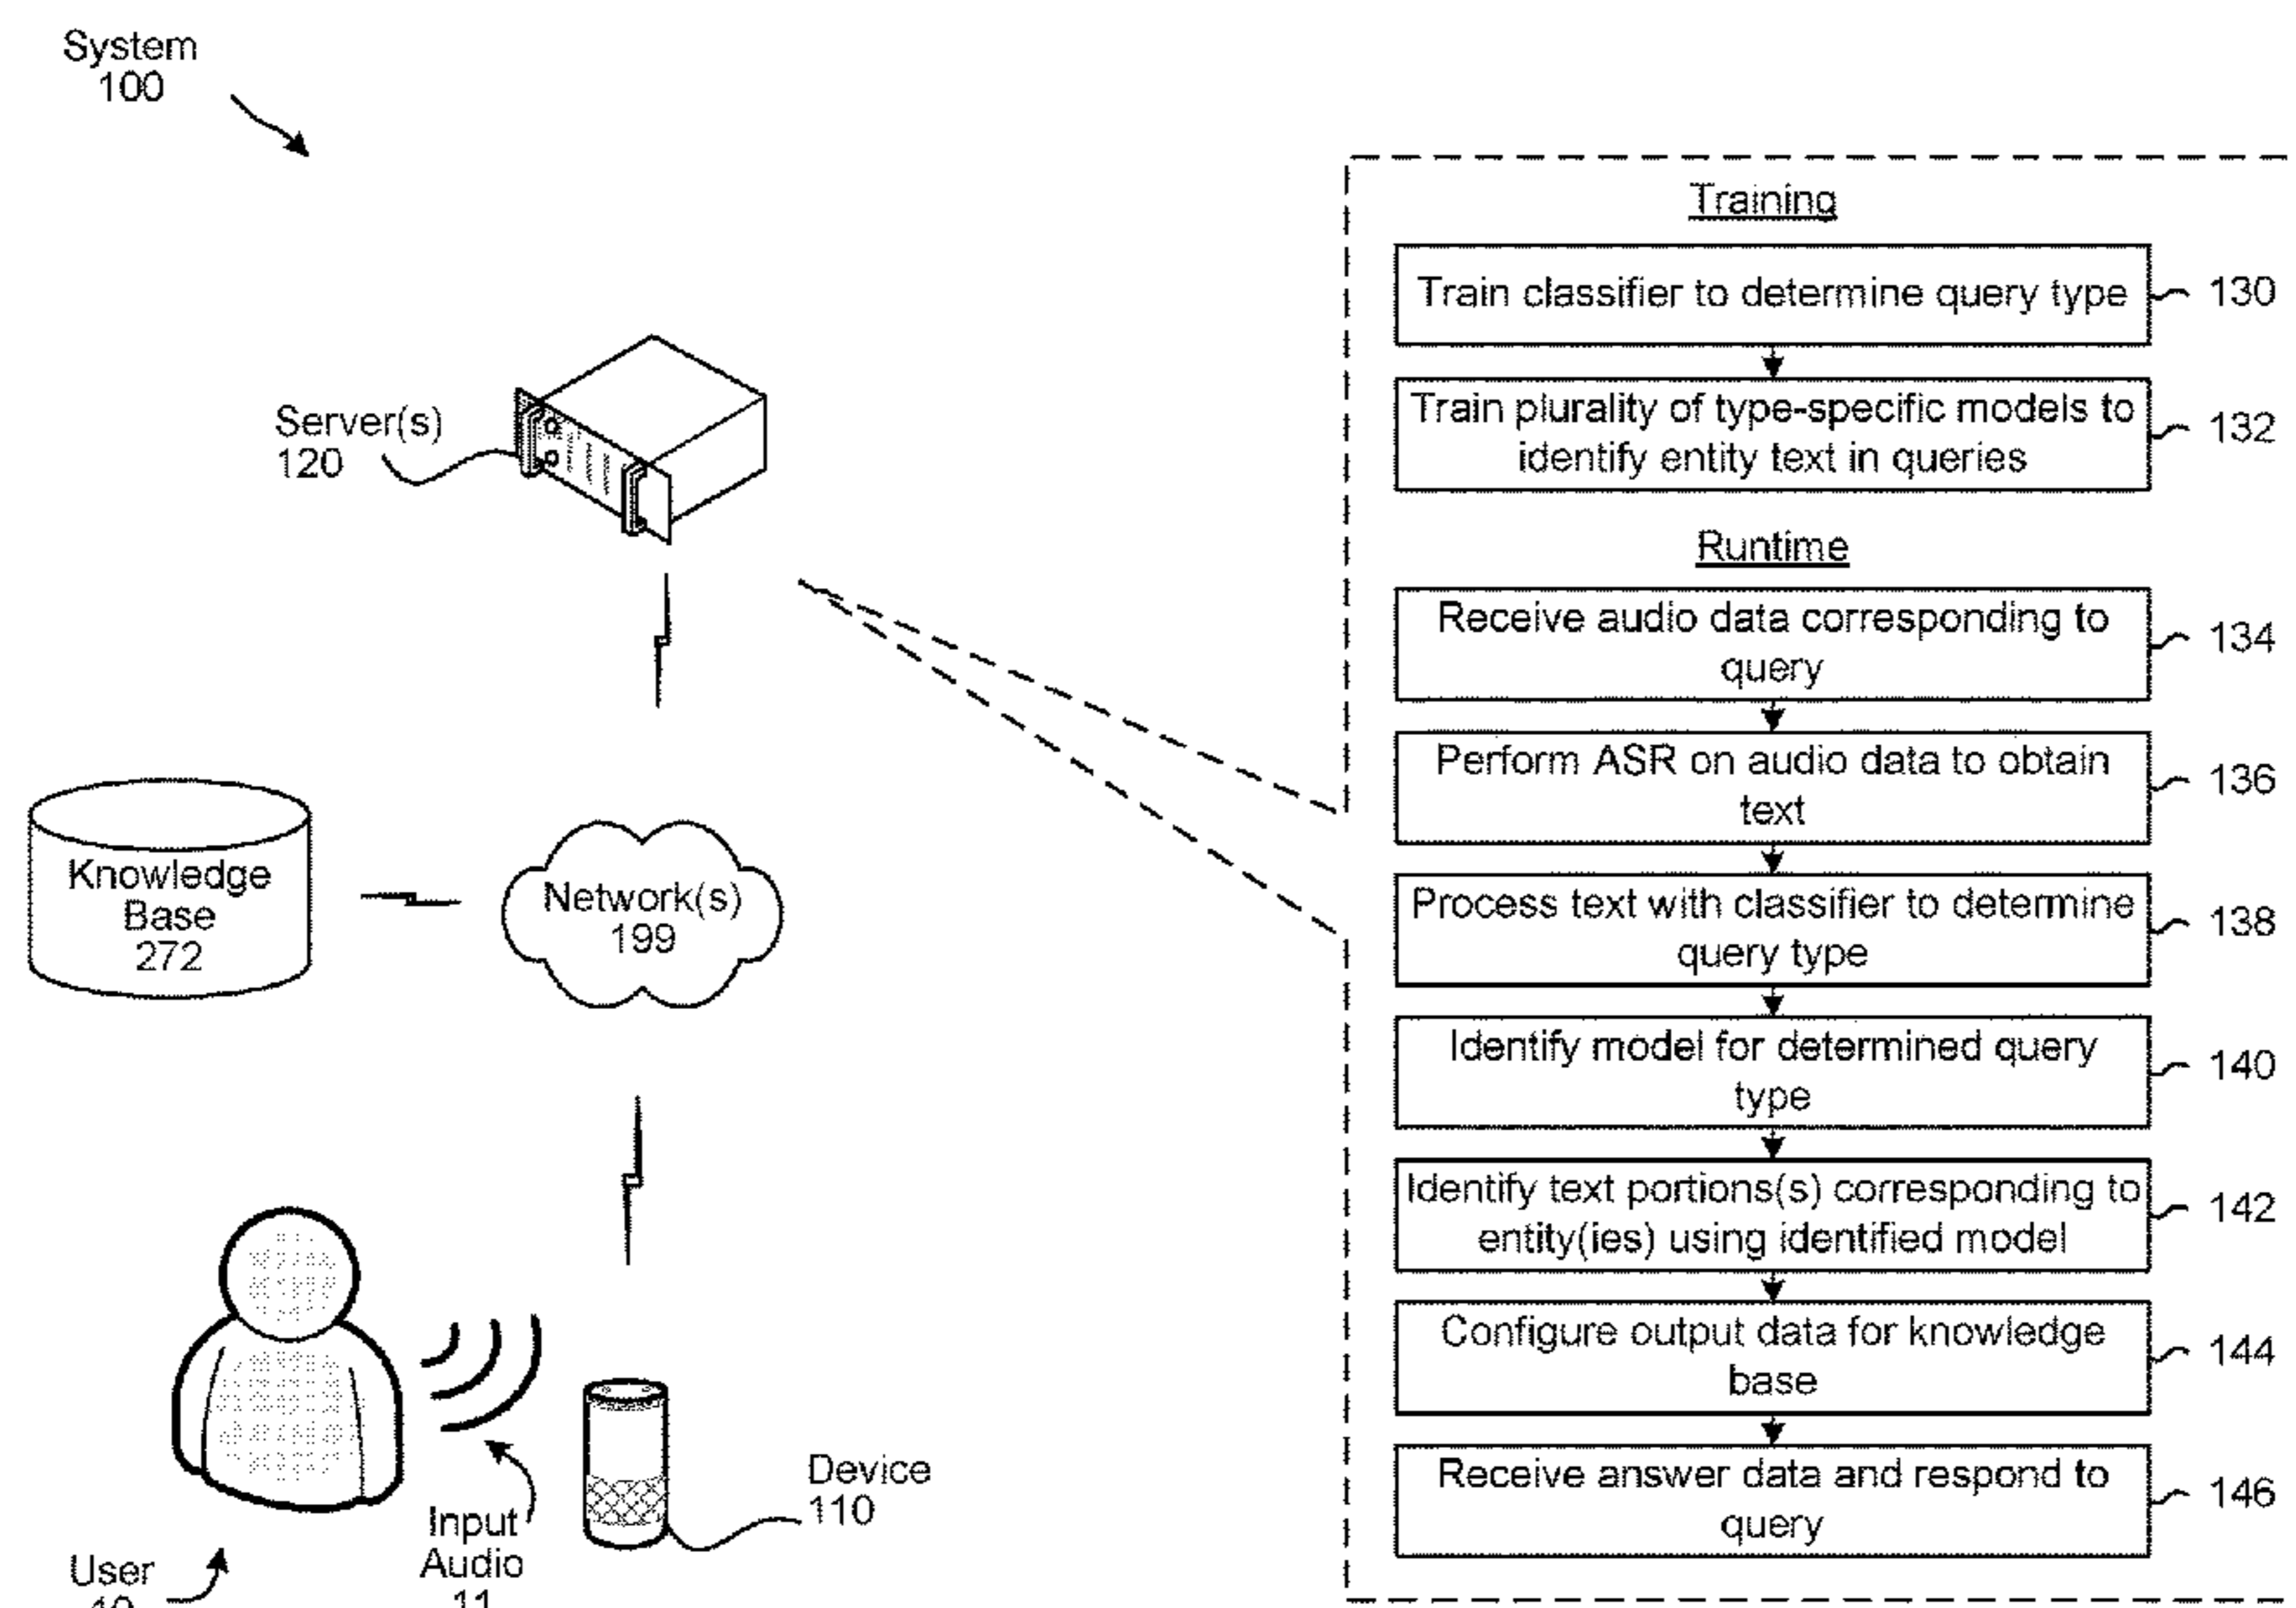 System
100
Server(s)
120
Knowledge
Base
272
Network(s)
199
Device
110
Input
Audio
11
User
10
Training
Train classifier to determine query type
130
Train plurality of type-specific models to
identify entity text in queries
132
Runtime
Receive audio data corresponding to
query
134
Perform ASR on audio data to obtain
text
136
Process text with classifier to determine
query type
138
Identify model for determined query
type
140
Identify text portions(s) corresponding to
entity(ies) using identified model
142
Configure output data for knowledge
base
144
Receive answer data and respond to
query
146